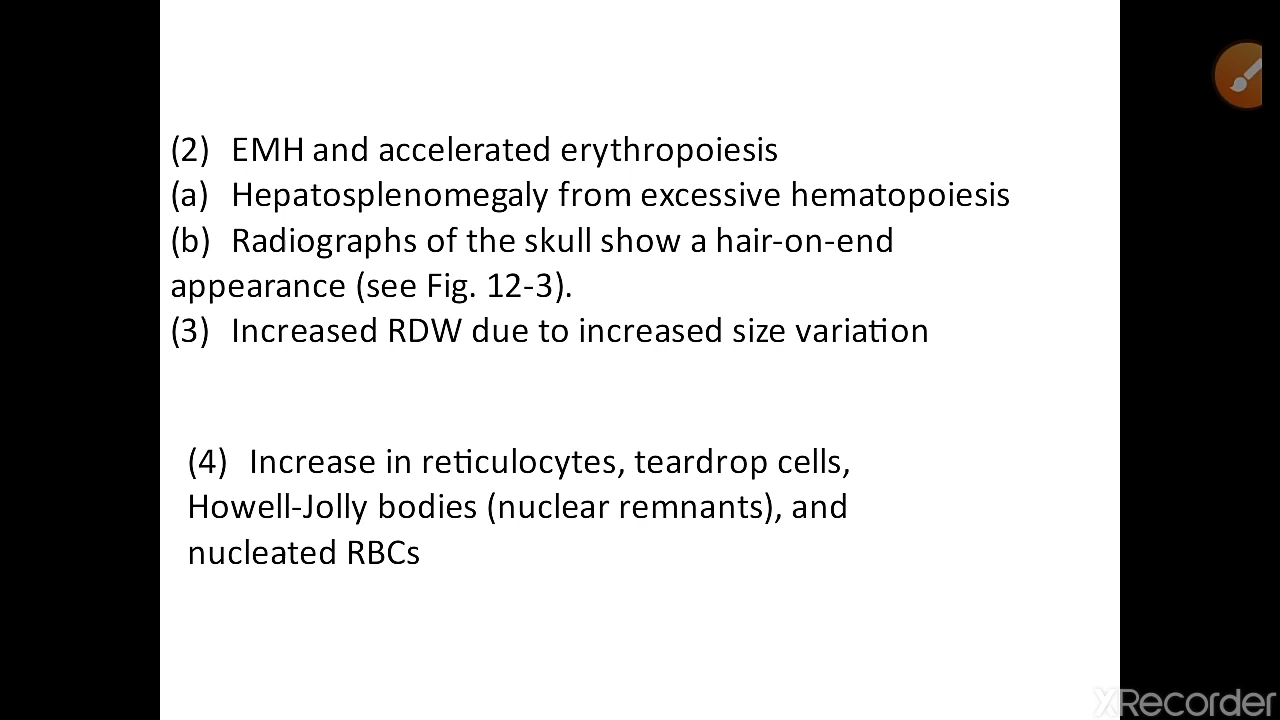 (2) EMH and accelerated erythropoiesis
(a) Hepatosplenomegaly from excessive hematopoiesis
(b) Radiographs of the skull show a hair-on-end
appearance (see Fig. 12-3).
(3) Increased RDW due to increased size variation
(4) Increase in reticulocytes, teardrop cells,
Howell-Jolly bodies (nuclear remnants), and
nucleated RBCs
XRecorder